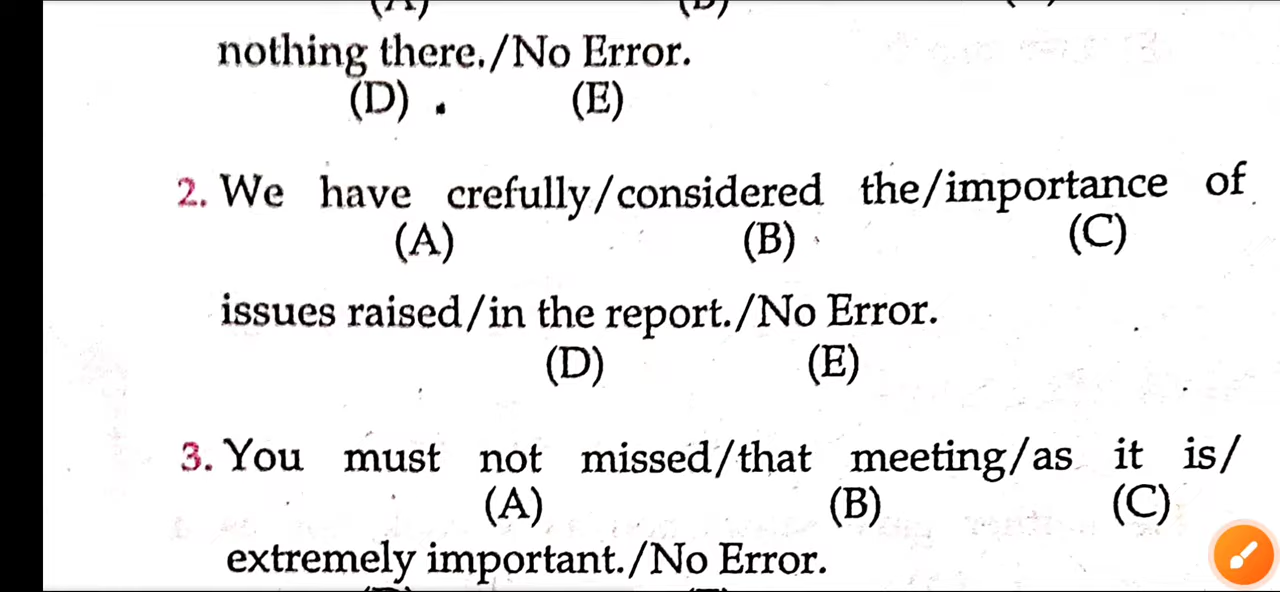 nothing there./No Error.
(D) (E)
2. We have crefully/considered the/importance of
(A) (B) (C)
issues raised/in the report./No Error.
(D) (E)
3. You must not missed/that meeting/as it is/
(A) (B) (C)
extremely important./No Error.